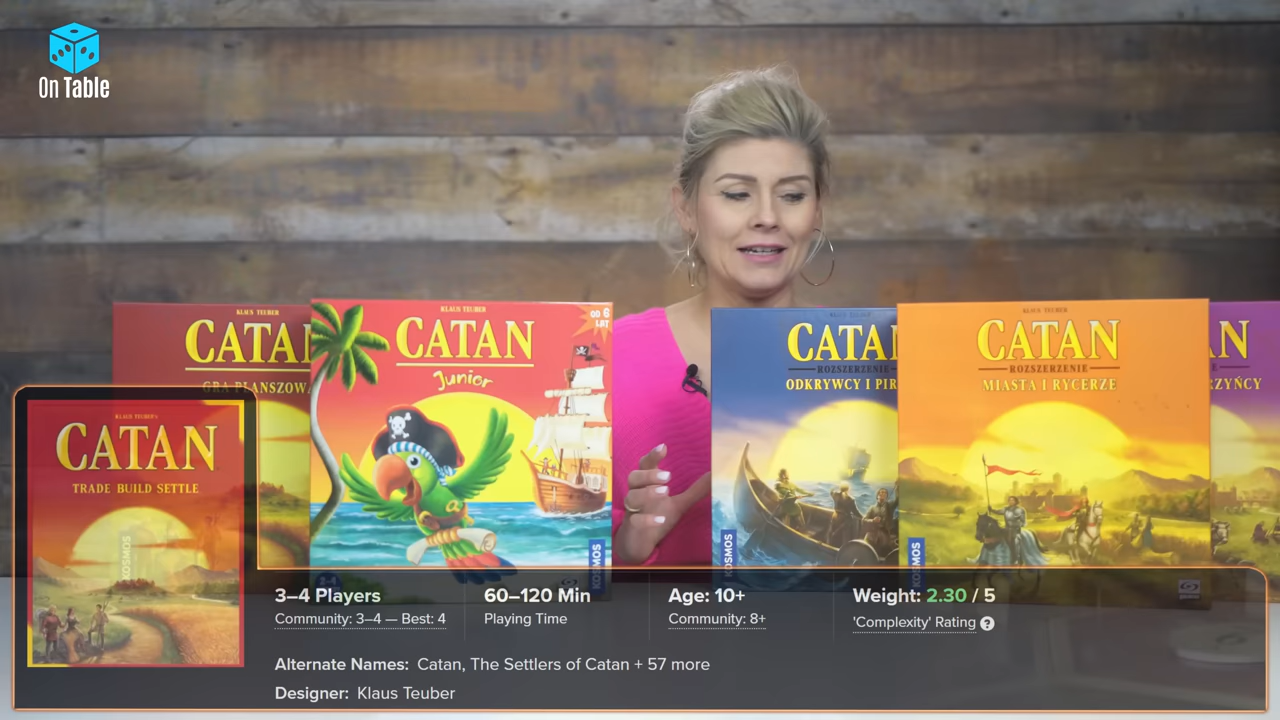 On Table
KLAUS TEUBER
CATAN
GRA PLANSZOW
KLAUS TEUBER
CATAN
Junior
OD 6
LAT
KOSMOS
CATAN
ROZSZERZENIE
ODKRYWCY I PIR
KOSMOS
KLAUS TEUBER
CATAN
ROZSZERZENIE
MIASTA I RYCERZE
KOSMOS
AN
RZYŃCY
KLAUS TEUBER'S
CATAN
TRADE BUILD SETTLE
KOSMOS
3–4 Players
Community: 3–4 — Best: 4
60–120 Min
Playing Time
Age: 10+
Community: 8+
Weight: 2.30 / 5
'Complexity' Rating ?
Alternate Names: Catan, The Settlers of Catan + 57 more
Designer: Klaus Teuber